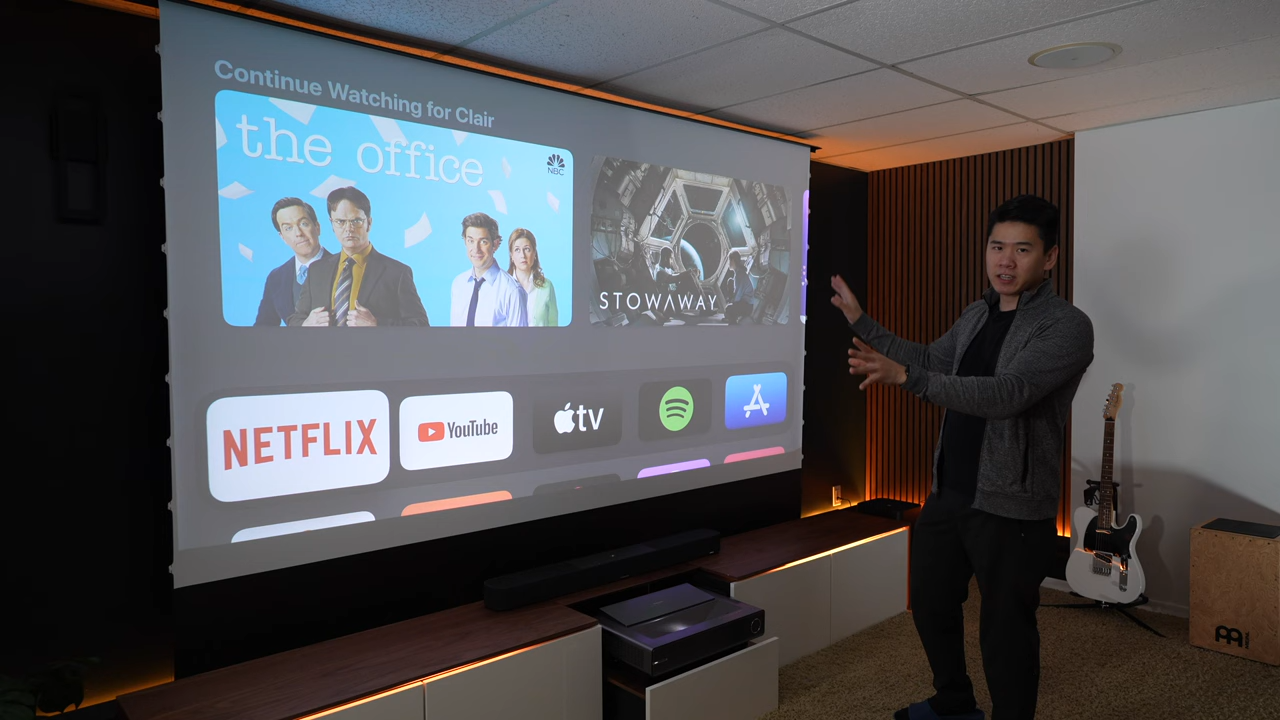 Continue Watching for Clair
the office
NBC
STOWAWAY
NETFLIX
YouTube
tv